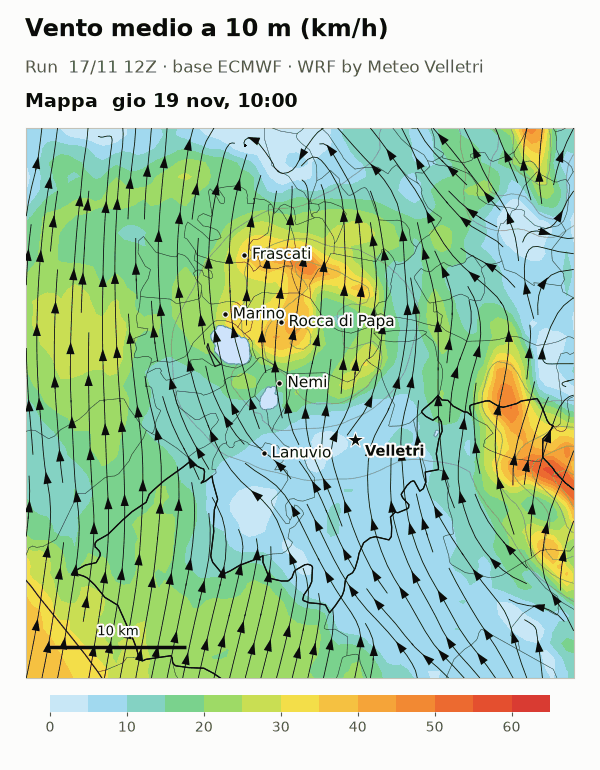 Vento medio a 10 m (km/h)
Run  17/11 12Z · base ECMWF · WRF by Meteo Velletri
Mappa  gio 19 nov, 10:00
Frascati
Marino
Rocca di Papa
Nemi
Lanuvio
Velletri
10 km
0 10 20 30 40 50 60